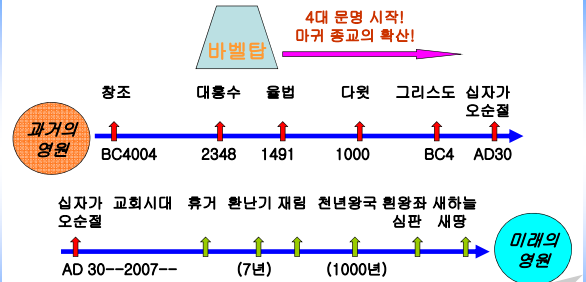 바벨탑
4대 문명 시작!
마귀 종교의 확산!
창조 대홍수 율법 다윗 그리스도 십자가
오순절
과거의
영원
BC4004 2348 1491 1000 BC4 AD30
십자가 교회시대 휴거 환난기 재림 천년왕국 흰왕좌 새하늘
오순절 심판 새땅
미래의
영원
AD 30--2007-- (7년) (1000년)